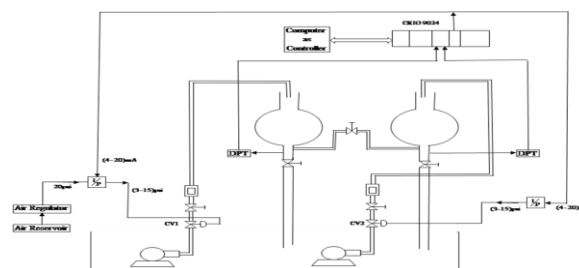 CRIO 9024
Computer
as
Controller
DPT
DPT
(4-20)mA
20psi
I/P
(3-15)psi
Air Regulator
Air Reservoir
CV1
CV2
(3-15)psi
I/P
(4-20)